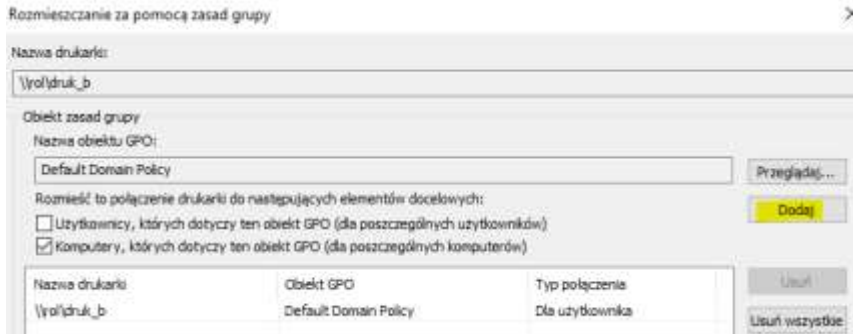 Rozmieszczanie za pomocą zasad grupy
Nazwa drukarki:
\\rol\druk_b
Obiekt zasad grupy
Nazwa obiektu GPO:
Default Domain Policy
Przeglądaj...
Rozmieść to połączenie drukarki do następujących elementów docelowych:
Użytkownicy, których dotyczy ten obiekt GPO (dla poszczególnych użytkowników)
Dodaj
Komputery, których dotyczy ten obiekt GPO (dla poszczególnych komputerów)
Nazwa drukarki Obiekt GPO Typ połączenia
Usuń
\\rol\druk_b Default Domain Policy Dla użytkownika
Usuń wszystkie